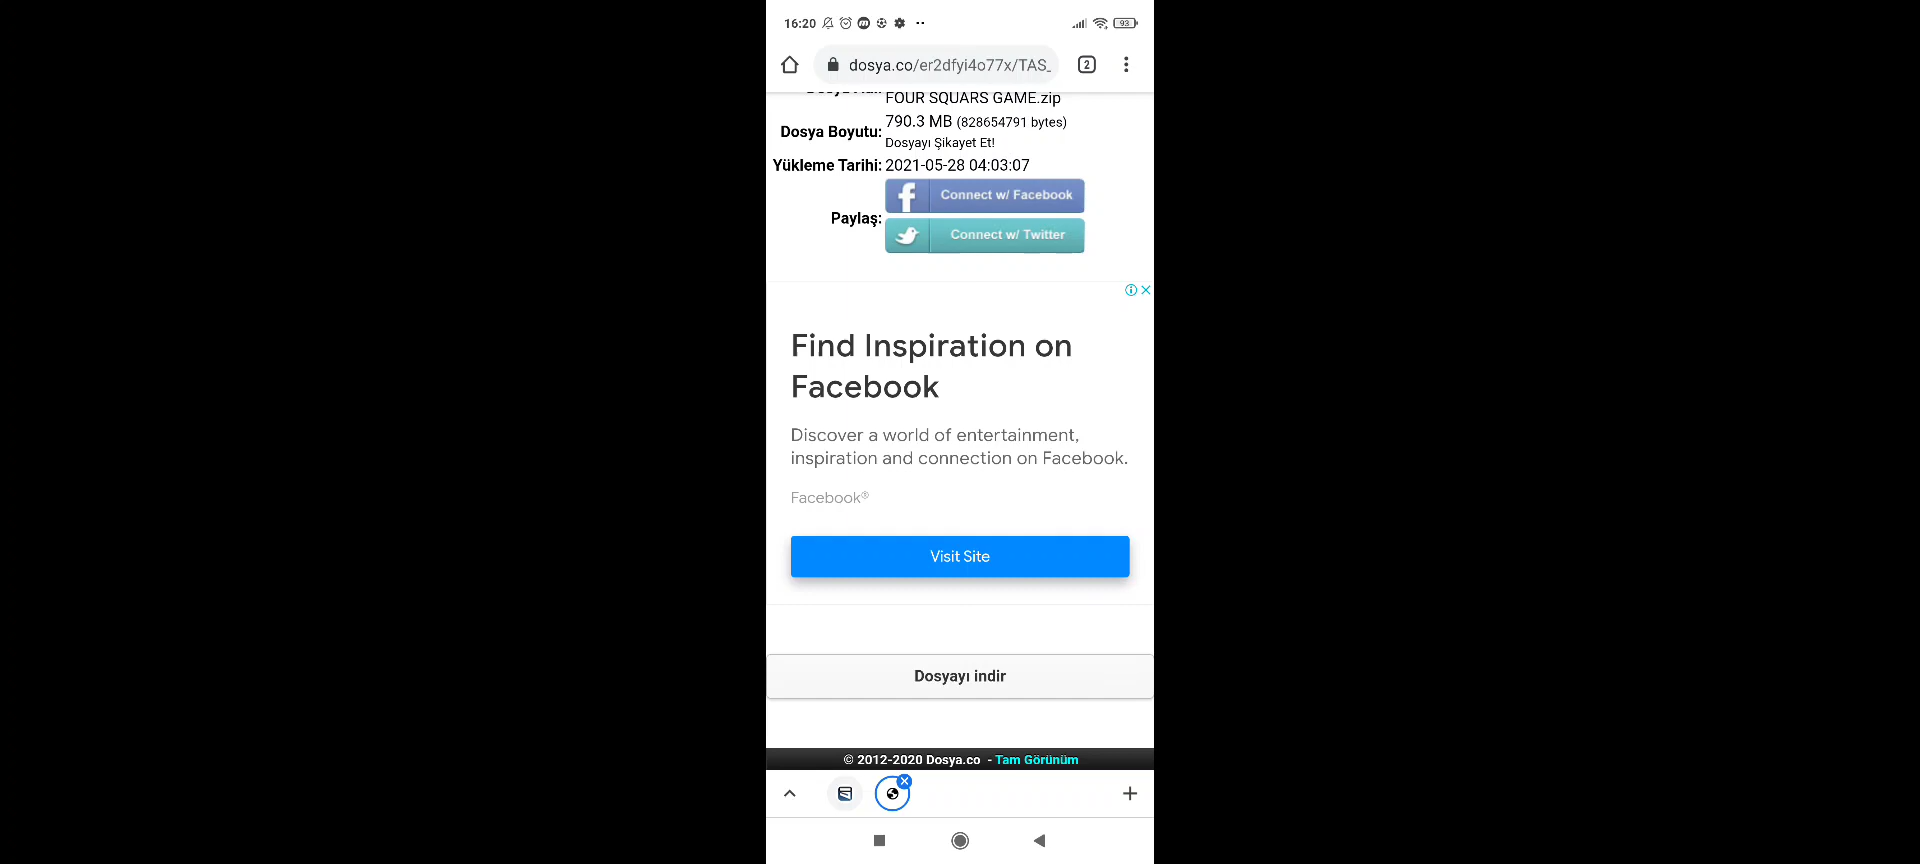 16:20
93
dosya.co/er2dfyi4o77x/TAS_
2
FOUR SQUARS GAME.zip
Dosya Boyutu: 790.3 MB (828654791 bytes)
Dosyayı Şikayet Et!
Yükleme Tarihi: 2021-05-28 04:03:07
Paylaş:
Connect w/ Facebook
Connect w/ Twitter
Find Inspiration on
Facebook
Discover a world of entertainment,
inspiration and connection on Facebook.
Facebook®
Visit Site
Dosyayı indir
© 2012-2020 Dosya.co - Tam Görünüm